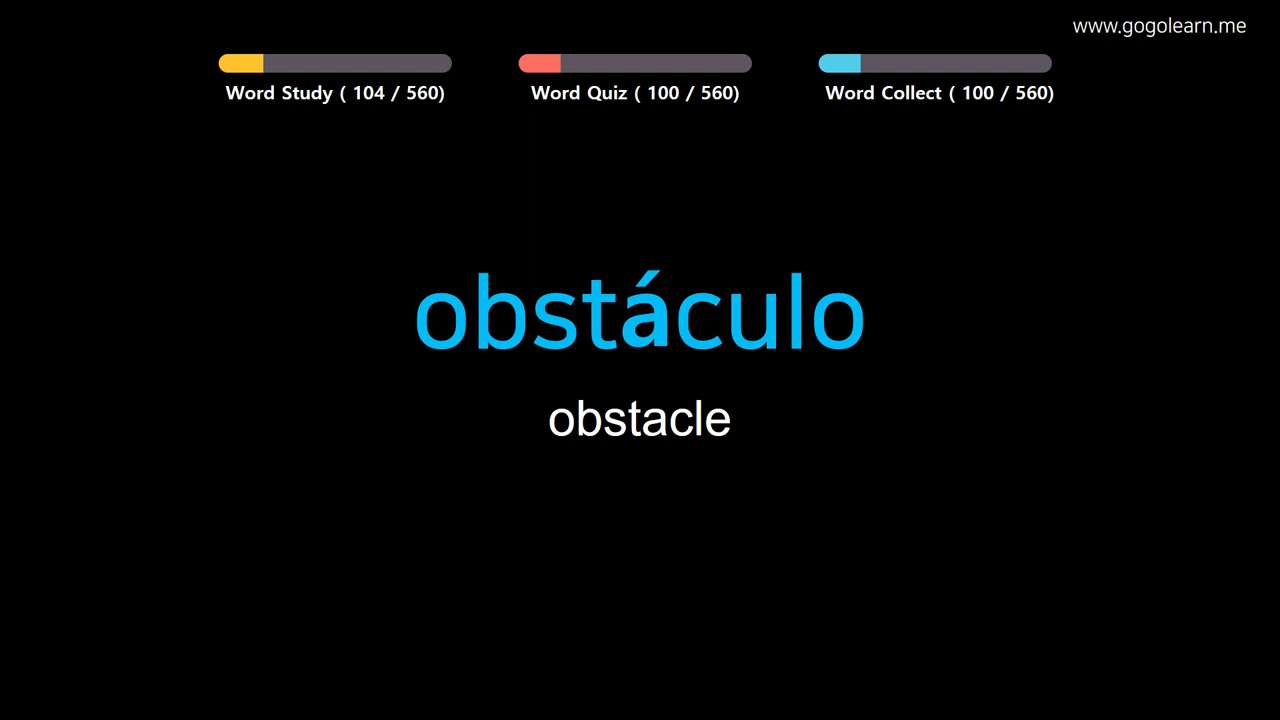 www.gogolearn.me
Word Study ( 104 / 560)
Word Quiz ( 100 / 560)
Word Collect ( 100 / 560)
obstáculo
obstacle